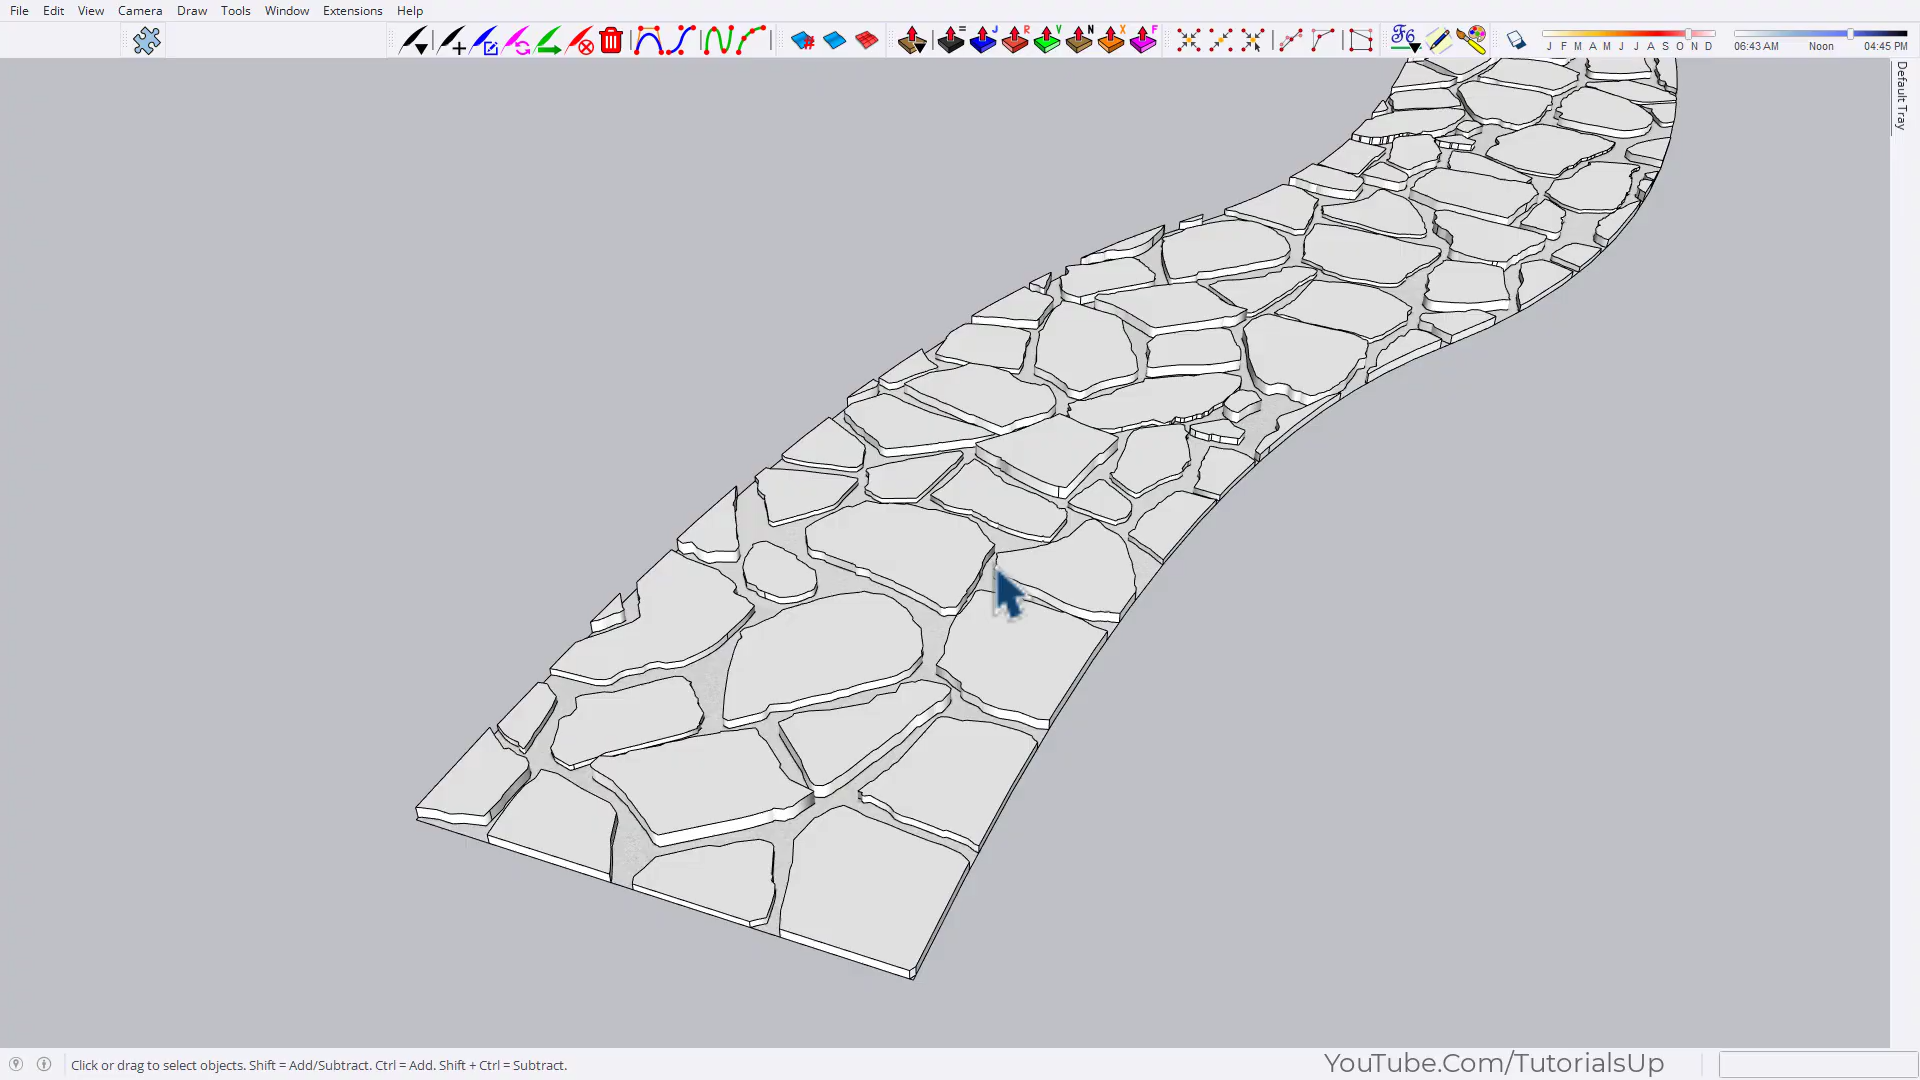 File Edit View Camera Draw Tools Window Extensions Help
= J R V N X F
F6
J F M A M J J A S O N D
06:43 AM Noon 04:45 PM
Default Tray
Click or drag to select objects. Shift = Add/Subtract. Ctrl = Add. Shift + Ctrl = Subtract.
YouTube.Com/TutorialsUp